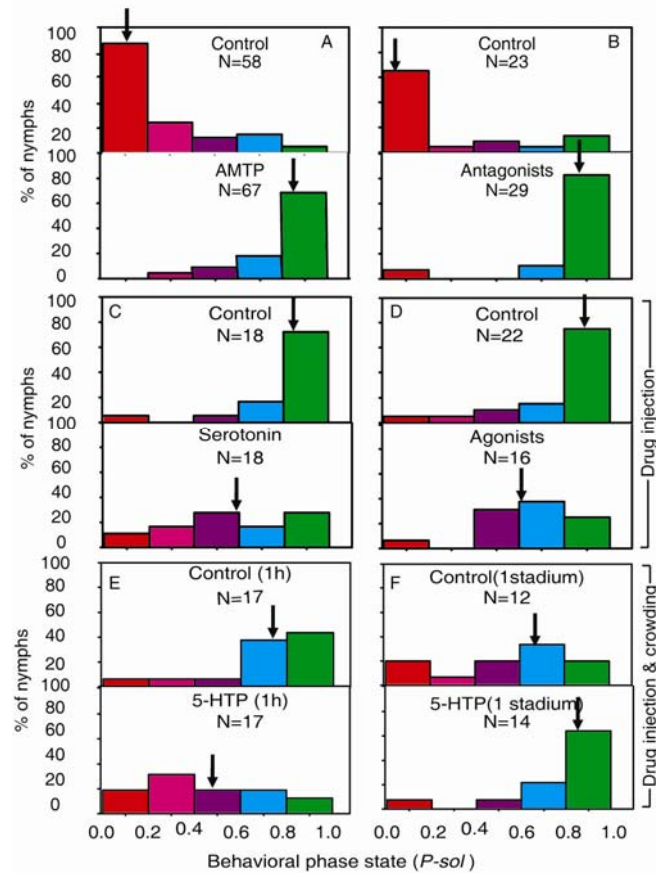 A
Control
N=58
AMTP
N=67
B
Control
N=23
Antagonists
N=29
100
80
60
40
20
100
80
60
40
20
0
% of nymphs
C
Control
N=18
Serotonin
N=18
D
Control
N=22
Agonists
N=16
100
80
60
40
20
100
80
60
40
20
0
% of nymphs
Drug injection
E
Control (1h)
N=17
5-HTP (1h)
N=17
F
Control(1stadium)
N=12
5-HTP(1 stadium)
N=14
100
80
60
40
20
100
80
60
40
20
0
% of nymphs
Drug injection & crowding
0.0 0.2 0.4 0.6 0.8 1.0
0.0 0.2 0.4 0.6 0.8 1.0
Behavioral phase state (P-sol)